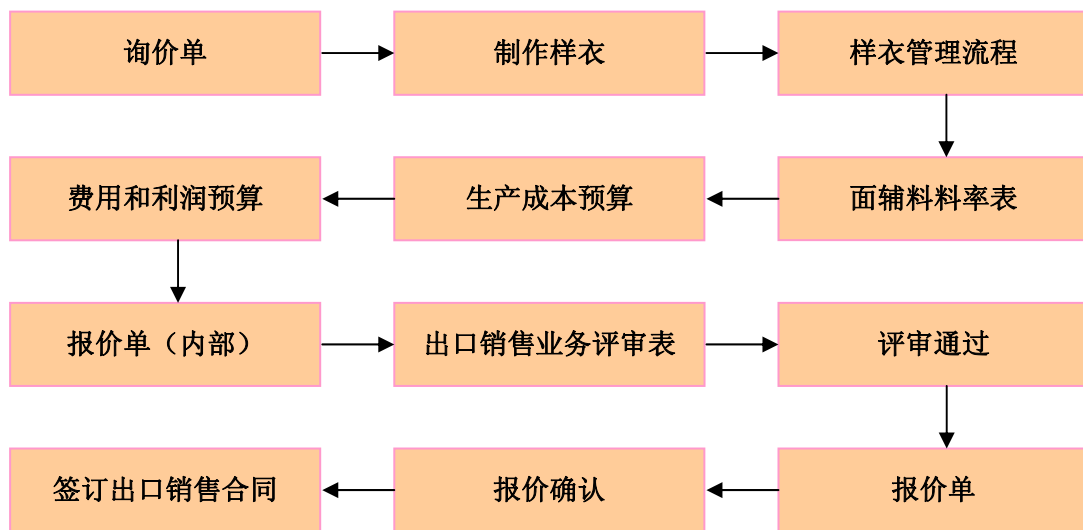 询价单
制作样衣
样衣管理流程
费用和利润预算
生产成本预算
面辅料料率表
报价单（内部）
出口销售业务评审表
评审通过
签订出口销售合同
报价确认
报价单